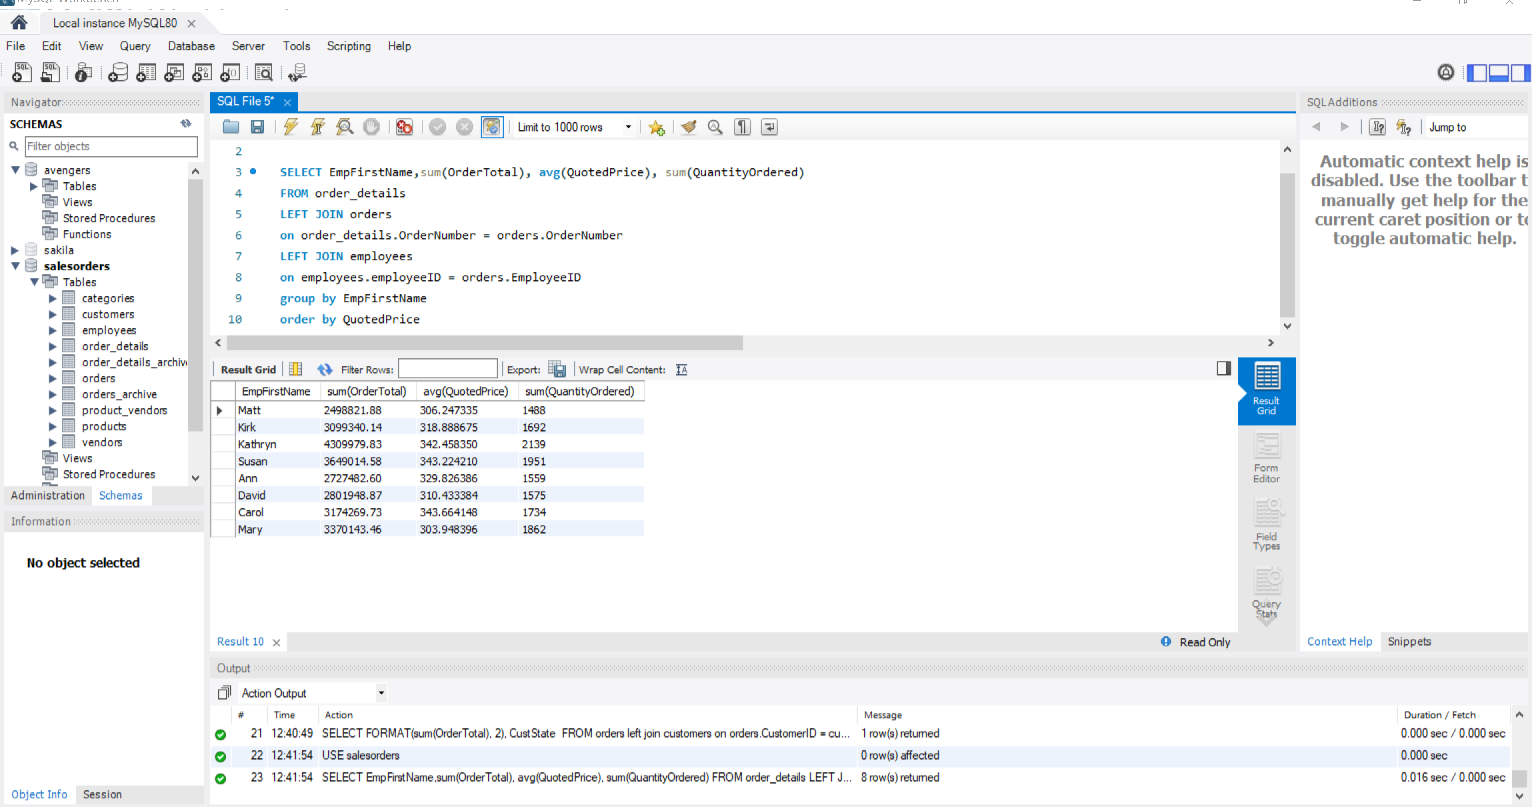 Local instance MySQL80
File Edit View Query Database Server Tools Scripting Help
Navigator
SCHEMAS
Filter objects
avengers
Tables
Views
Stored Procedures
Functions
sakila
salesorders
Tables
categories
customers
employees
order_details
order_details_archiv
orders
orders_archive
product_vendors
products
vendors
Views
Stored Procedures
Administration Schemas
Information
No object selected
Object Info Session
SQL File 5*
Limit to 1000 rows
2
3 SELECT EmpFirstName,sum(OrderTotal), avg(QuotedPrice), sum(QuantityOrdered)
4 FROM order_details
5 LEFT JOIN orders
6 on order_details.OrderNumber = orders.OrderNumber
7 LEFT JOIN employees
8 on employees.employeeID = orders.EmployeeID
9 group by EmpFirstName
10 order by QuotedPrice
Result Grid Filter Rows: Export: Wrap Cell Content:
EmpFirstName sum(OrderTotal) avg(QuotedPrice) sum(QuantityOrdered)
Matt 2498821.88 306.247335 1488
Kirk 3099340.14 318.888675 1692
Kathryn 4309979.83 342.458350 2139
Susan 3649014.58 343.224210 1951
Ann 2727482.60 329.826386 1559
David 2801948.87 310.433384 1575
Carol 3174269.73 343.664148 1734
Mary 3370143.46 303.948396 1862
Result
Grid
Form
Editor
Field
Types
Query
Stats
Result 10
Read Only
Output
Action Output
# Time Action Message Duration / Fetch
21 12:40:49 SELECT FORMAT(sum(OrderTotal), 2), CustState FROM orders left join customers on orders.CustomerID = cu... 1 row(s) returned 0.000 sec / 0.000 sec
22 12:41:54 USE salesorders 0 row(s) affected 0.000 sec
23 12:41:54 SELECT EmpFirstName,sum(OrderTotal), avg(QuotedPrice), sum(QuantityOrdered) FROM order_details LEFT J... 8 row(s) returned 0.016 sec / 0.000 sec
SQLAdditions
Jump to
Automatic context help is
disabled. Use the toolbar t
manually get help for the
current caret position or to
toggle automatic help.
Context Help Snippets